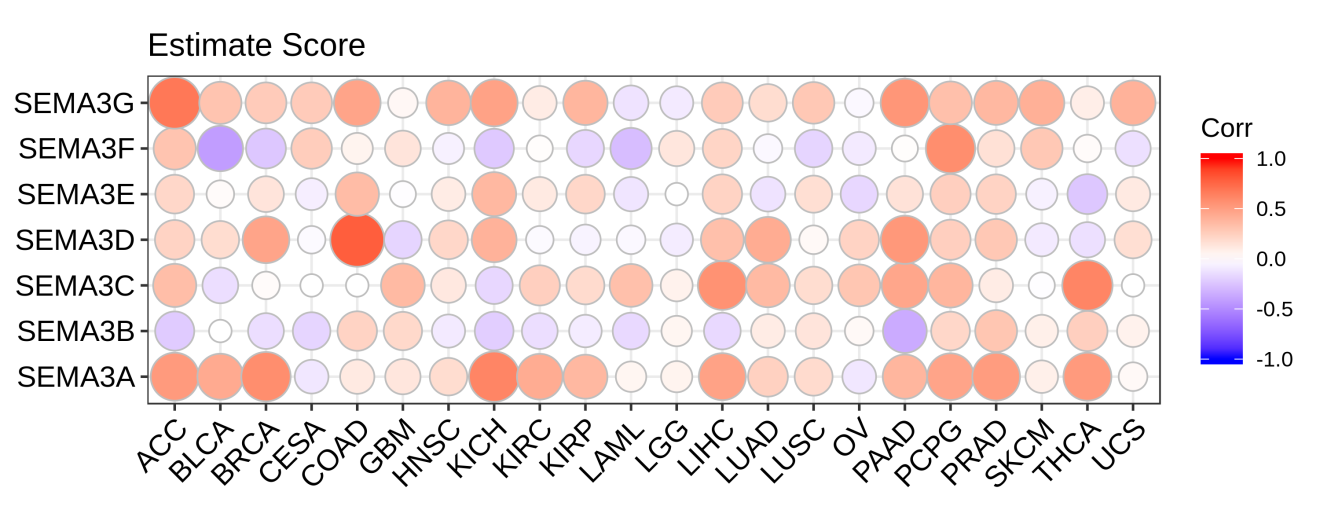 Estimate Score
SEMA3G
SEMA3F
SEMA3E
SEMA3D
SEMA3C
SEMA3B
SEMA3A
ACC BLCA BRCA CESA COAD GBM HNSC KICH KIRC KIRP LAML LGG LIHC LUAD LUSC OV PAAD PCPG PRAD SKCM THCA UCS
Corr
1.0
0.5
0.0
-0.5
-1.0